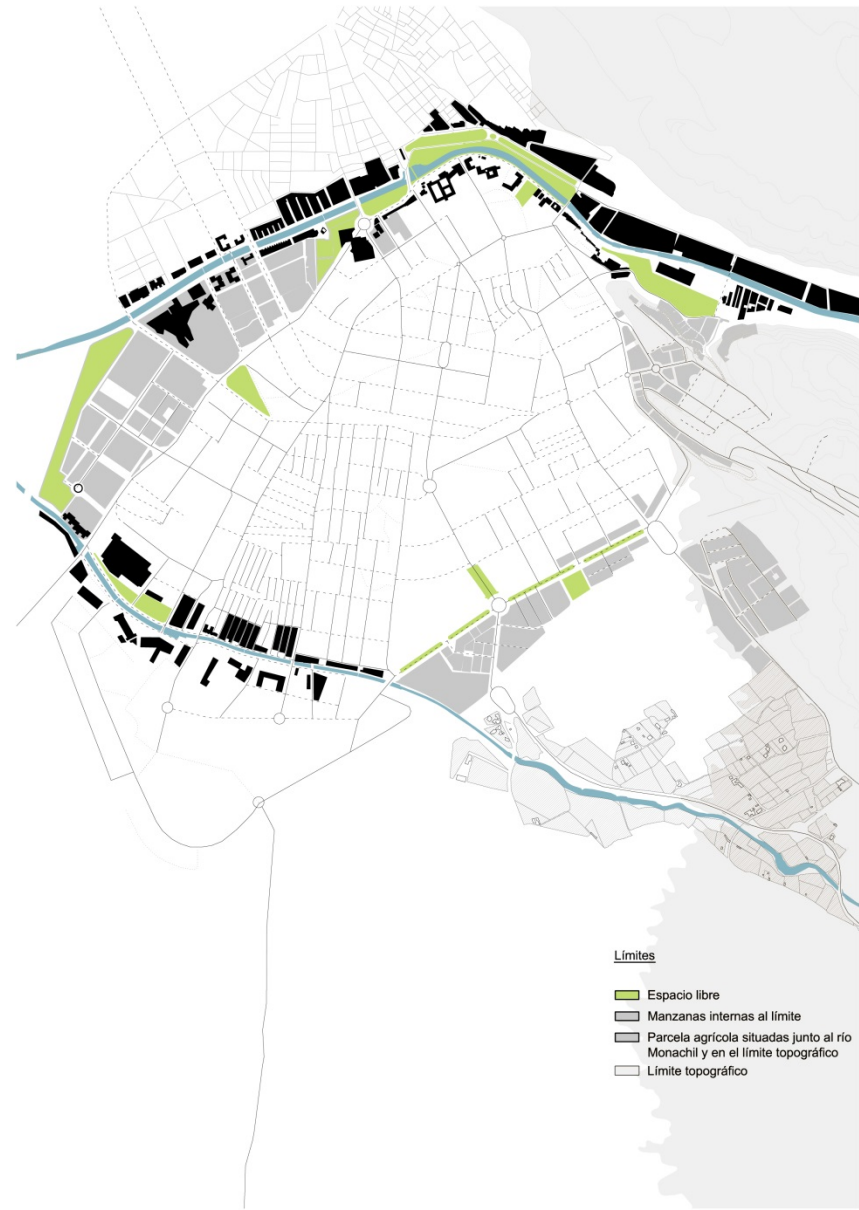 Límites
Espacio libre
Manzanas internas al límite
Parcela agrícola situadas junto al río
Monachil y en el límite topográfico
Límite topográfico